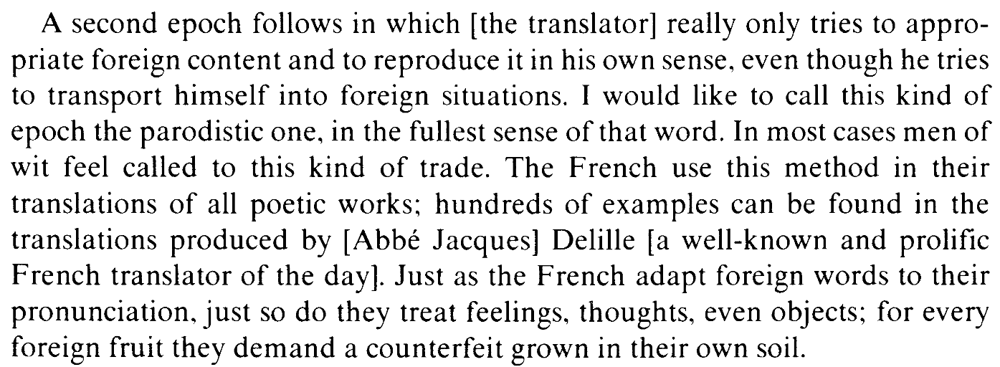 A second epoch follows in which [the translator] really only tries to appro-
priate foreign content and to reproduce it in his own sense, even though he tries
to transport himself into foreign situations. I would like to call this kind of
epoch the parodistic one, in the fullest sense of that word. In most cases men of
wit feel called to this kind of trade. The French use this method in their
translations of all poetic works; hundreds of examples can be found in the
translations produced by [Abbé Jacques] Delille [a well-known and prolific
French translator of the day]. Just as the French adapt foreign words to their
pronunciation, just so do they treat feelings, thoughts, even objects; for every
foreign fruit they demand a counterfeit grown in their own soil.